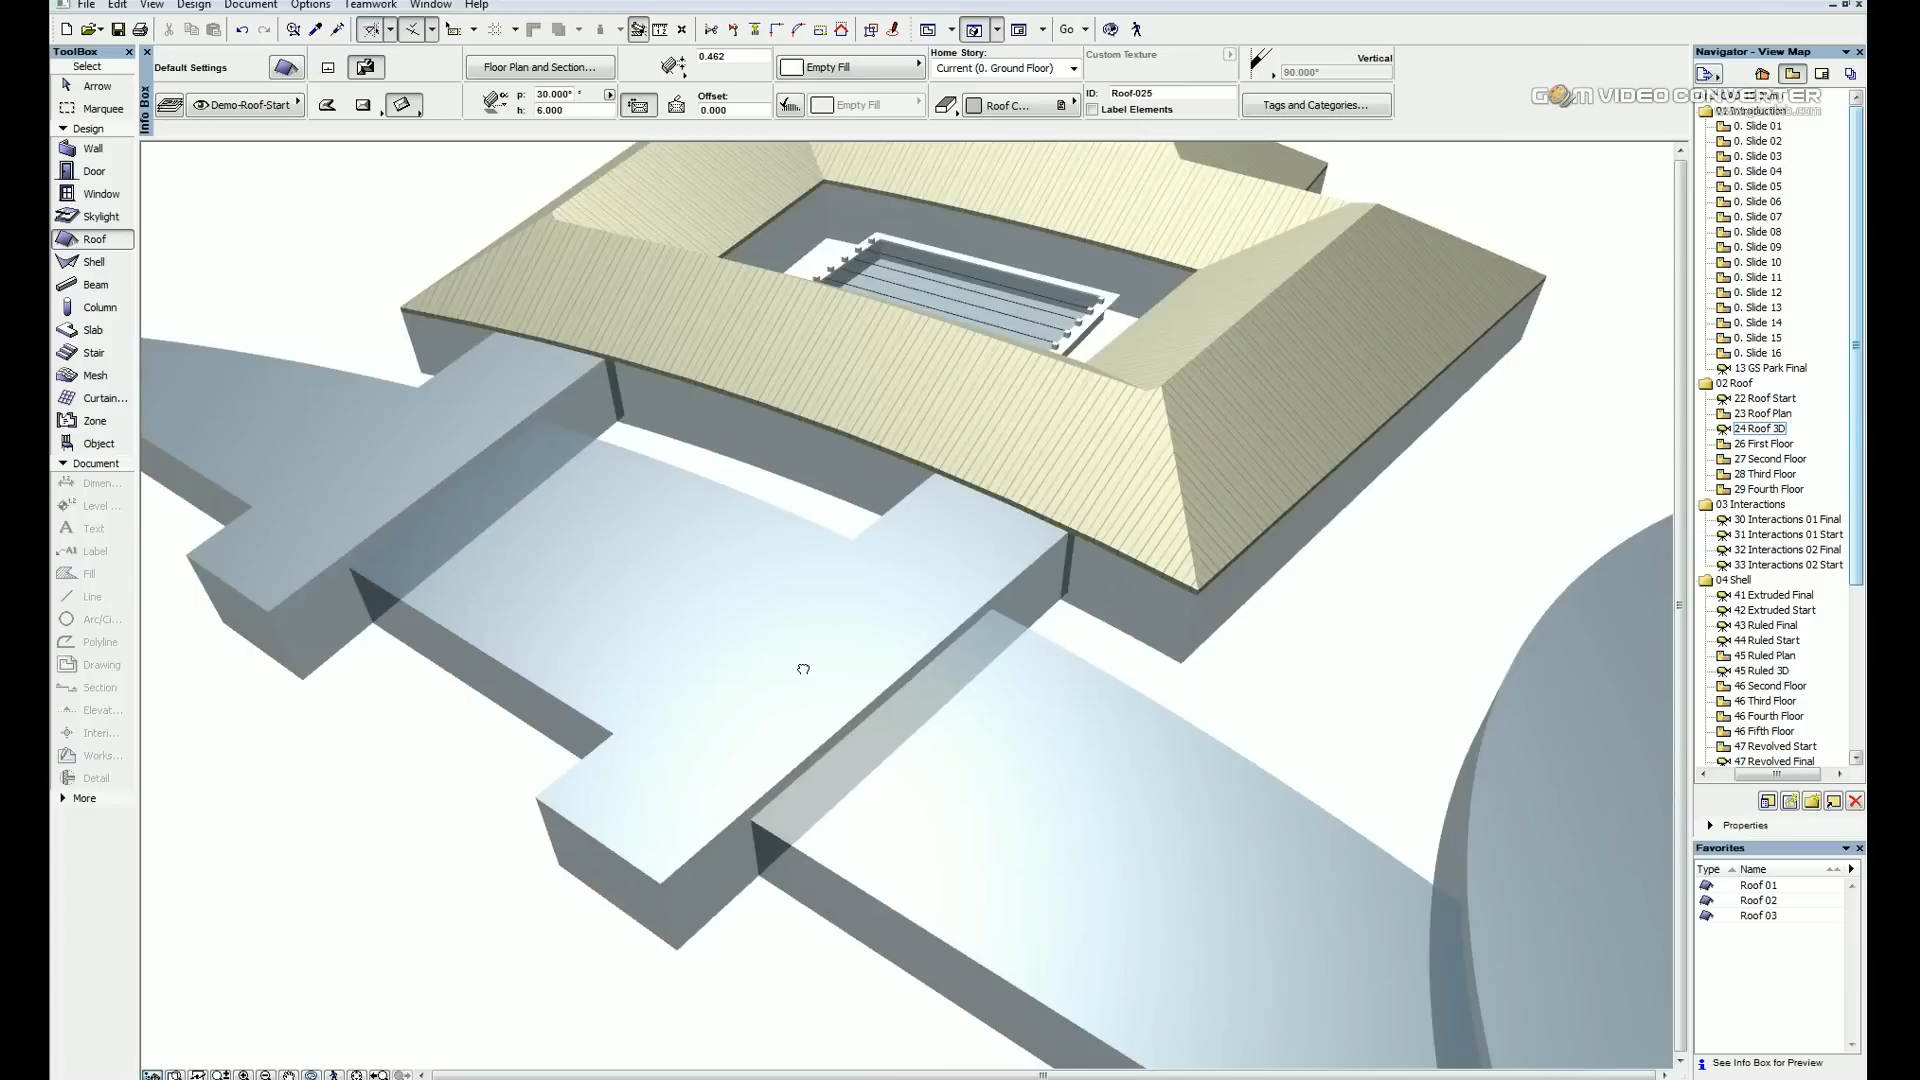 File Edit View Design Document Options Teamwork Window Help
Go
ToolBox
Select
Arrow
Marquee
Design
Wall
Door
Window
Skylight
Roof
Shell
Beam
Column
Slab
Stair
Mesh
Curtain...
Zone
Object
Document
Dimen...
Level ...
Text
Label
Fill
Line
Arc/Ci...
Polyline
Drawing
Section
Elevat...
Interi...
Works...
Detail
More
Info Box
Default Settings
Demo-Roof-Start
Floor Plan and Section...
p: 30.000°
h: 6.000
0.462
Offset:
0.000
Empty Fill
Empty Fill
Home Story:
Current (0. Ground Floor)
Roof C...
Custom Texture
ID: Roof-025
Label Elements
Vertical
90.000°
Tags and Categories...
Navigator - View Map
GOM VIDEO CONVERTER
01 Introduction
0. Slide 01
0. Slide 02
0. Slide 03
0. Slide 04
0. Slide 05
0. Slide 06
0. Slide 07
0. Slide 08
0. Slide 09
0. Slide 10
0. Slide 11
0. Slide 12
0. Slide 13
0. Slide 14
0. Slide 15
0. Slide 16
13 GS Park Final
02 Roof
22 Roof Start
23 Roof Plan
24 Roof 3D
26 First Floor
27 Second Floor
28 Third Floor
29 Fourth Floor
03 Interactions
30 Interactions 01 Final
31 Interactions 01 Start
32 Interactions 02 Final
33 Interactions 02 Start
04 Shell
41 Extruded Final
42 Extruded Start
43 Ruled Final
44 Ruled Start
45 Ruled Plan
45 Ruled 3D
46 Second Floor
46 Third Floor
46 Fourth Floor
46 Fifth Floor
47 Revolved Start
47 Revolved Final
Properties
Favorites
Type Name
Roof 01
Roof 02
Roof 03
See Info Box for Preview